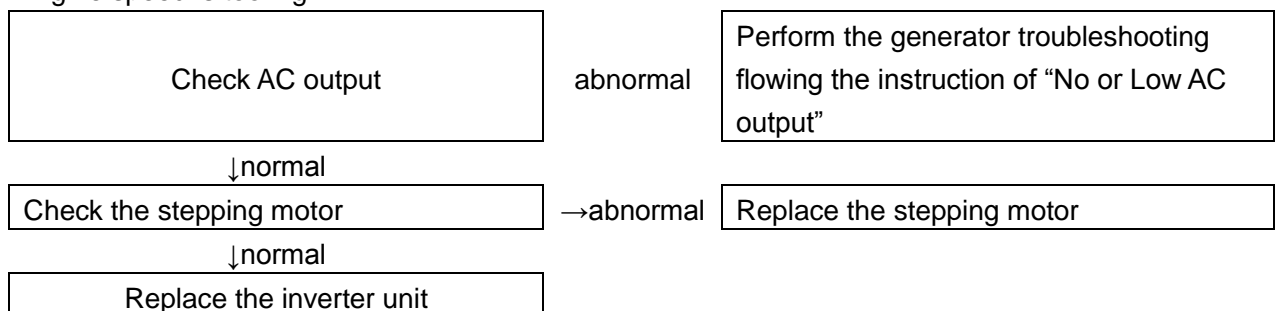 Check AC output
abnormal
Perform the generator troubleshooting
flowing the instruction of “No or Low AC
output”
↓normal
Check the stepping motor
→abnormal
Replace the stepping motor
↓normal
Replace the inverter unit